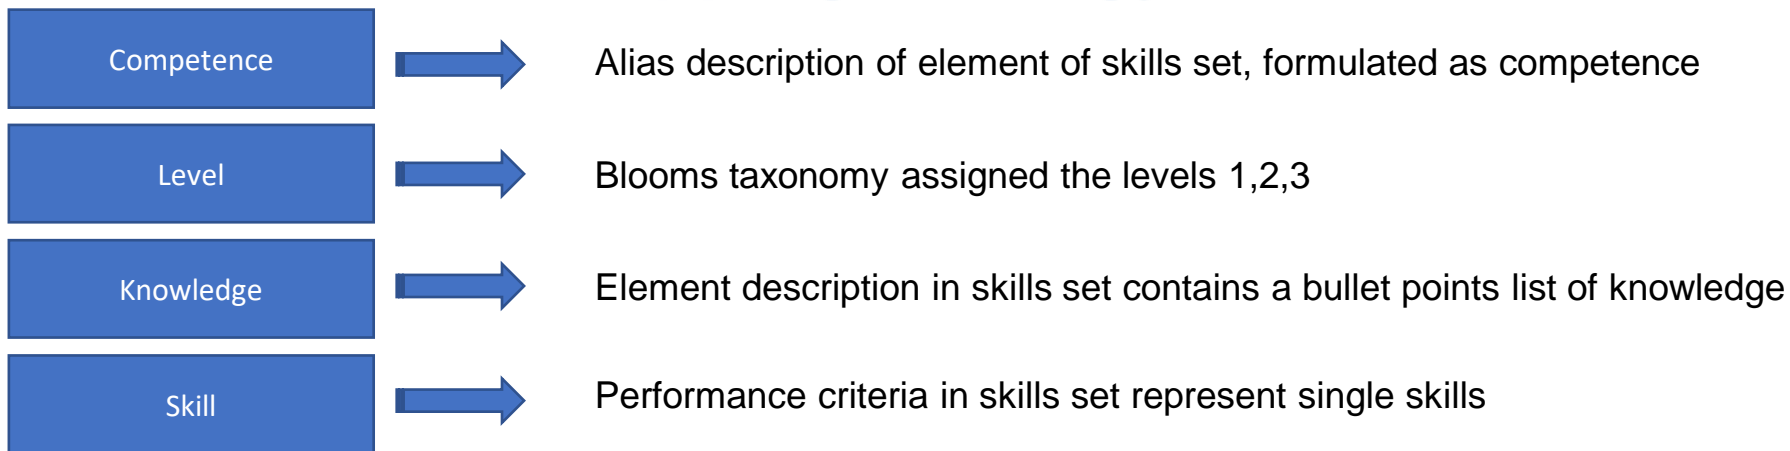 Competence
Alias description of element of skills set, formulated as competence
Level
Blooms taxonomy assigned the levels 1,2,3
Knowledge
Element description in skills set contains a bullet points list of knowledge
Skill
Performance criteria in skills set represent single skills